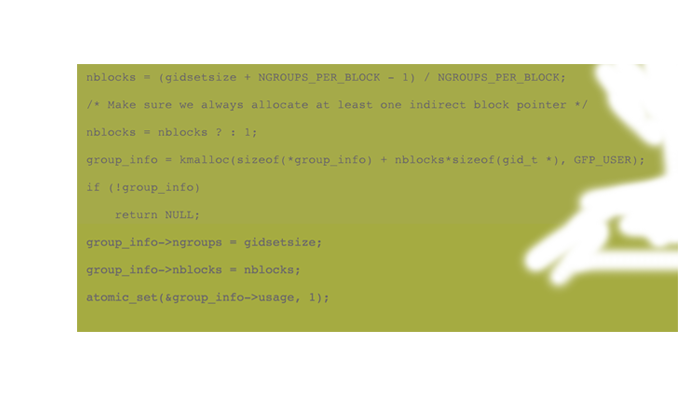 nblocks = (gidsetsize + NGROUPS_PER_BLOCK - 1) / NGROUPS_PER_BLOCK;
/* Make sure we always allocate at least one indirect block pointer */
nblocks = nblocks ? : 1;
group_info = kmalloc(sizeof(*group_info) + nblocks*sizeof(gid_t *), GFP_USER);
if (!group_info)
    return NULL;
group_info->ngroups = gidsetsize;
group_info->nblocks = nblocks;
atomic_set(&group_info->usage, 1);